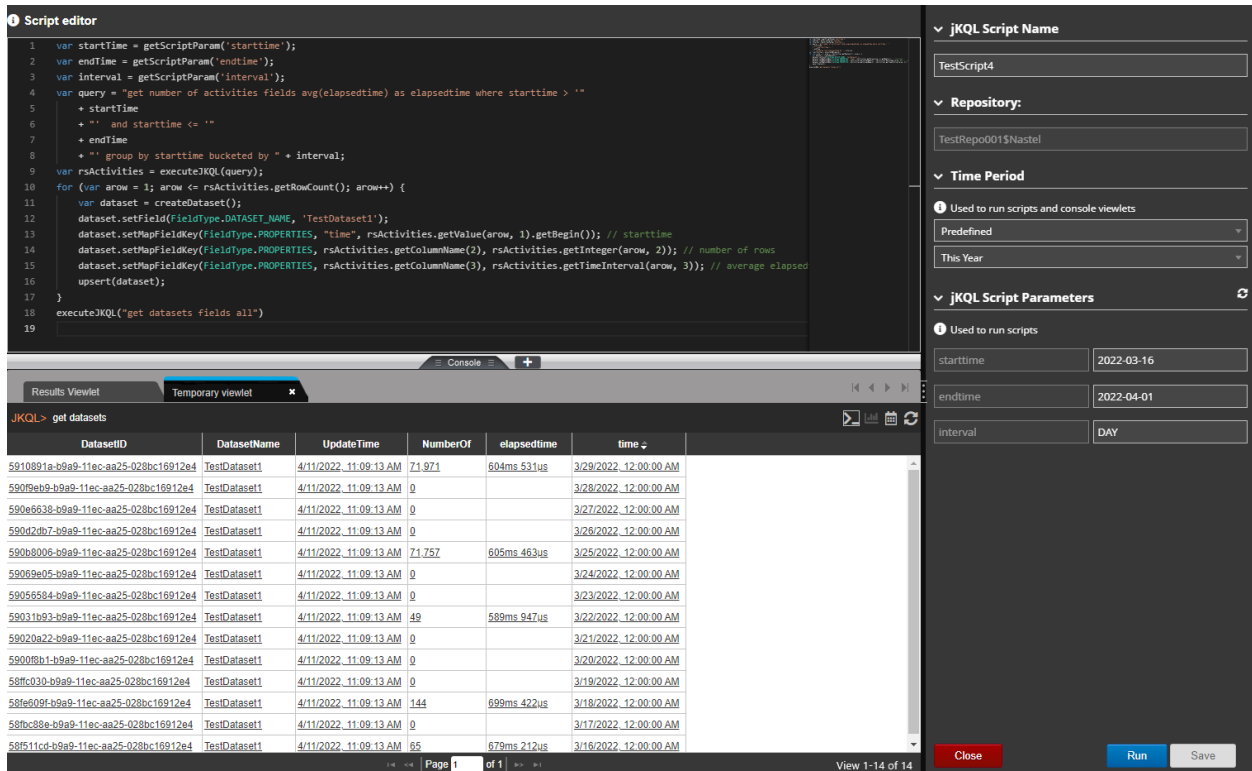 Script editor
1 var startTime = getScriptParam('starttime');
2 var endTime = getScriptParam('endtime');
3 var interval = getScriptParam('interval');
4 var query = "get number of activities fields avg(elapsedtime) as elapsedtime where starttime > '"
5 + startTime
6 + "'  and starttime <= '"
7 + endTime
8 + "' group by starttime bucketed by " + interval;
9 var rsActivities = executeJKQL(query);
10 for (var arow = 1; arow <= rsActivities.getRowCount(); arow++) {
11 var dataset = createDataset();
12 dataset.setField(FieldType.DATASET_NAME, 'TestDataset1');
13 dataset.setMapFieldKey(FieldType.PROPERTIES, "time", rsActivities.getValue(arow, 1).getBegin()); // starttime
14 dataset.setMapFieldKey(FieldType.PROPERTIES, rsActivities.getColumnName(2), rsActivities.getInteger(arow, 2)); // number of rows
15 dataset.setMapFieldKey(FieldType.PROPERTIES, rsActivities.getColumnName(3), rsActivities.getTimeInterval(arow, 3)); // average elapsed
16 upsert(dataset);
17 }
18 executeJKQL("get datasets fields all")
19
Console +
Results Viewlet Temporary viewlet ×
JKQL> get datasets
DatasetID DatasetName UpdateTime NumberOf elapsedtime time
5910891a-b9a9-11ec-aa25-028bc16912e4 TestDataset1 4/11/2022, 11:09:13 AM 71,971 604ms 531µs 3/29/2022, 12:00:00 AM
590f9eb9-b9a9-11ec-aa25-028bc16912e4 TestDataset1 4/11/2022, 11:09:13 AM 0 3/28/2022, 12:00:00 AM
590e6638-b9a9-11ec-aa25-028bc16912e4 TestDataset1 4/11/2022, 11:09:13 AM 0 3/27/2022, 12:00:00 AM
590d2db7-b9a9-11ec-aa25-028bc16912e4 TestDataset1 4/11/2022, 11:09:13 AM 0 3/26/2022, 12:00:00 AM
590b8006-b9a9-11ec-aa25-028bc16912e4 TestDataset1 4/11/2022, 11:09:13 AM 71,757 605ms 463µs 3/25/2022, 12:00:00 AM
59069e05-b9a9-11ec-aa25-028bc16912e4 TestDataset1 4/11/2022, 11:09:13 AM 0 3/24/2022, 12:00:00 AM
59056584-b9a9-11ec-aa25-028bc16912e4 TestDataset1 4/11/2022, 11:09:13 AM 0 3/23/2022, 12:00:00 AM
59031b93-b9a9-11ec-aa25-028bc16912e4 TestDataset1 4/11/2022, 11:09:13 AM 49 589ms 947µs 3/22/2022, 12:00:00 AM
59020a22-b9a9-11ec-aa25-028bc16912e4 TestDataset1 4/11/2022, 11:09:13 AM 0 3/21/2022, 12:00:00 AM
5900f8b1-b9a9-11ec-aa25-028bc16912e4 TestDataset1 4/11/2022, 11:09:13 AM 0 3/20/2022, 12:00:00 AM
58ffc030-b9a9-11ec-aa25-028bc16912e4 TestDataset1 4/11/2022, 11:09:13 AM 0 3/19/2022, 12:00:00 AM
58fe609f-b9a9-11ec-aa25-028bc16912e4 TestDataset1 4/11/2022, 11:09:13 AM 144 699ms 422µs 3/18/2022, 12:00:00 AM
58fbc88e-b9a9-11ec-aa25-028bc16912e4 TestDataset1 4/11/2022, 11:09:13 AM 0 3/17/2022, 12:00:00 AM
58f511cd-b9a9-11ec-aa25-028bc16912e4 TestDataset1 4/11/2022, 11:09:13 AM 65 679ms 212µs 3/16/2022, 12:00:00 AM
Page 1 of 1 View 1-14 of 14
jKQL Script Name
TestScript4
Repository:
TestRepo001$Nastel
Time Period
Used to run scripts and console viewlets
Predefined
This Year
jKQL Script Parameters
Used to run scripts
starttime 2022-03-16
endtime 2022-04-01
interval DAY
Close Run Save